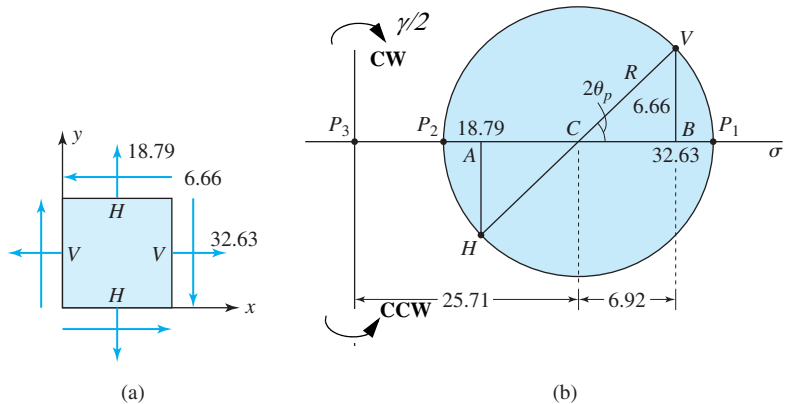 y
18.79
6.66
H
V
V
32.63
H
x
(a)
γ/2
CW
V
R
2θp
6.66
P3
P2
18.79
C
B
P1
A
32.63
σ
H
25.71
6.92
CCW
(b)